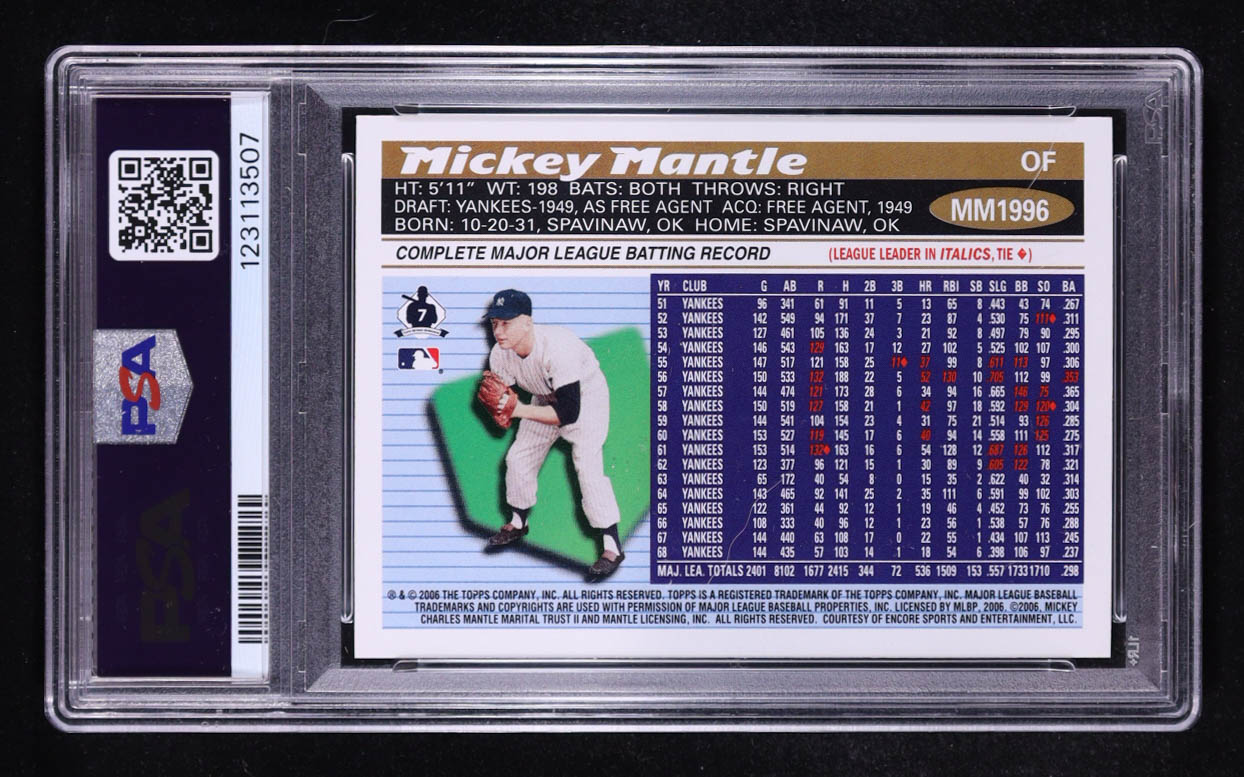 PSA
123113507
PSA
Mickey Mantle OF
HT: 5'11" WT: 198 BATS: BOTH THROWS: RIGHT
DRAFT: YANKEES-1949, AS FREE AGENT ACQ: FREE AGENT, 1949
BORN: 10-20-31, SPAVINAW, OK HOME: SPAVINAW, OK
MM1996
COMPLETE MAJOR LEAGUE BATTING RECORD (LEAGUE LEADER IN ITALICS, TIE ♦)
7
YR CLUB G AB R H 2B 3B HR RBI SB SLG BB SO BA
51 YANKEES 96 341 61 91 11 5 13 65 8 .443 43 74 .267
52 YANKEES 142 549 94 171 37 7 23 87 4 .530 75 111♦ .311
53 YANKEES 127 461 105 136 24 3 21 92 8 .497 79 90 .295
54 YANKEES 146 543 129 163 17 12 27 102 5 .525 102 107 .300
55 YANKEES 147 517 121 158 25 11♦ 37 99 8 .611 113 97 .306
56 YANKEES 150 533 132 188 22 5 52 130 10 .705 112 99 .353
57 YANKEES 144 474 121 173 28 6 34 94 16 .665 146 75 .365
58 YANKEES 150 519 127 158 21 1 42 97 18 .592 129 120♦ .304
59 YANKEES 144 541 104 154 23 4 31 75 21 .514 93 126 .285
60 YANKEES 153 527 119 145 17 6 40 94 14 .558 111 125 .275
61 YANKEES 153 514 132♦ 163 16 6 54 128 12 .687 126 112 .317
62 YANKEES 123 377 96 121 15 1 30 89 9 .605 122 78 .321
63 YANKEES 65 172 40 54 8 0 15 35 2 .622 40 32 .314
64 YANKEES 143 465 92 141 25 2 35 111 6 .591 99 102 .303
65 YANKEES 122 361 44 92 12 1 19 46 4 .452 73 76 .255
66 YANKEES 108 333 40 96 12 1 23 56 1 .538 57 76 .288
67 YANKEES 144 440 63 108 17 0 22 55 1 .434 107 113 .245
68 YANKEES 144 435 57 103 14 1 18 54 6 .398 106 97 .237
MAJ. LEA. TOTALS 2401 8102 1677 2415 344 72 536 1509 153 .557 1733 1710 .298
® & © 2006 THE TOPPS COMPANY, INC. ALL RIGHTS RESERVED. TOPPS IS A REGISTERED TRADEMARK OF THE TOPPS COMPANY, INC. MAJOR LEAGUE BASEBALL
TRADEMARKS AND COPYRIGHTS ARE USED WITH PERMISSION OF MAJOR LEAGUE BASEBALL PROPERTIES, INC. LICENSED BY MLBP, 2006. ©2006, MICKEY
CHARLES MANTLE MARITAL TRUST II AND MANTLE LICENSING, INC. ALL RIGHTS RESERVED. COURTESY OF ENCORE SPORTS AND ENTERTAINMENT, LLC.